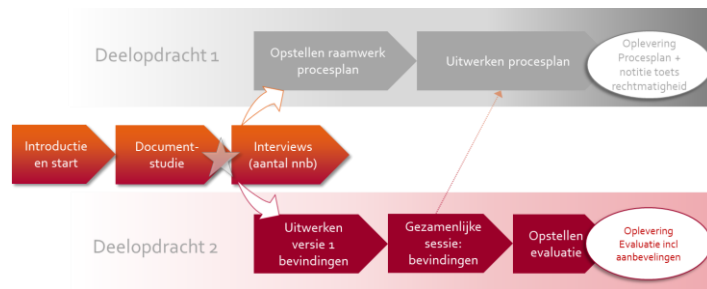 Deelopdracht 1
Opstellen raamwerk
procesplan
Uitwerken procesplan
Oplevering
Procesplan +
notitie toets
rechtmatigheid
Introductie
en start
Document-
studie
Interviews
(aantal nnb)
Deelopdracht 2
Uitwerken
versie 1
bevindingen
Gezamenlijke
sessie:
bevindingen
Opstellen
evaluatie
Oplevering
Evaluatie incl
aanbevelingen